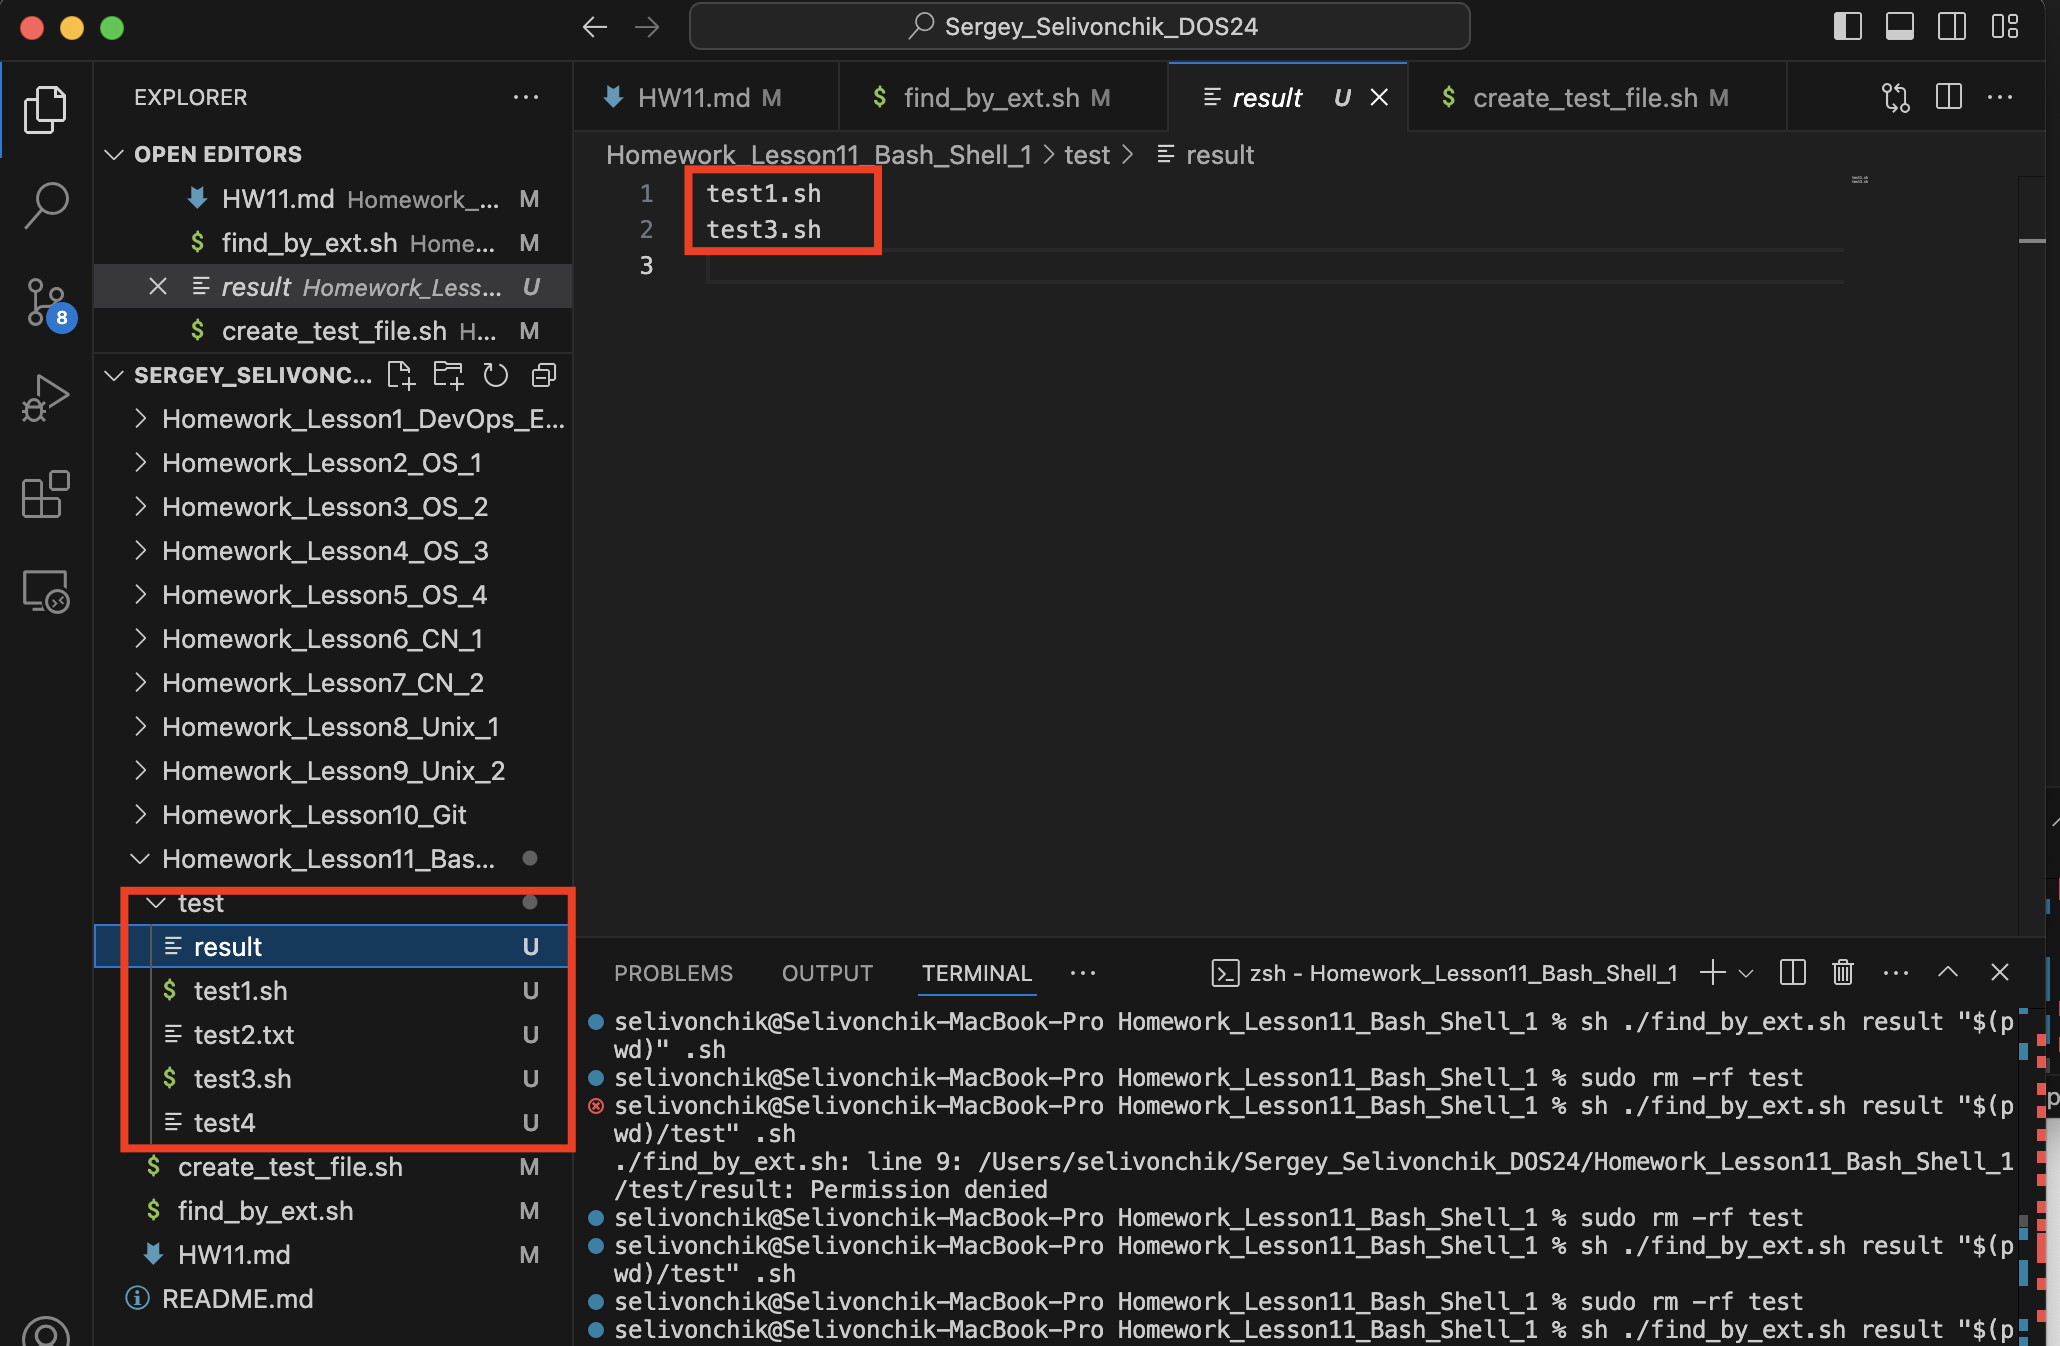 Sergey_Selivonchik_DOS24
EXPLORER
OPEN EDITORS
HW11.md Homework_... M
$ find_by_ext.sh Home... M
result Homework_Less... U
$ create_test_file.sh H... M
8
SERGEY_SELIVONC...
Homework_Lesson1_DevOps_E...
Homework_Lesson2_OS_1
Homework_Lesson3_OS_2
Homework_Lesson4_OS_3
Homework_Lesson5_OS_4
Homework_Lesson6_CN_1
Homework_Lesson7_CN_2
Homework_Lesson8_Unix_1
Homework_Lesson9_Unix_2
Homework_Lesson10_Git
Homework_Lesson11_Bas...
test
result U
$ test1.sh U
test2.txt U
$ test3.sh U
test4 U
$ create_test_file.sh M
$ find_by_ext.sh M
HW11.md M
README.md
HW11.md M
$ find_by_ext.sh M
result U
$ create_test_file.sh M
Homework_Lesson11_Bash_Shell_1 > test > result
1 test1.sh
2 test3.sh
3
PROBLEMS OUTPUT TERMINAL ... zsh - Homework_Lesson11_Bash_Shell_1
selivonchik@Selivonchik-MacBook-Pro Homework_Lesson11_Bash_Shell_1 % sh ./find_by_ext.sh result "$(p
wd)" .sh
selivonchik@Selivonchik-MacBook-Pro Homework_Lesson11_Bash_Shell_1 % sudo rm -rf test
selivonchik@Selivonchik-MacBook-Pro Homework_Lesson11_Bash_Shell_1 % sh ./find_by_ext.sh result "$(p
wd)/test" .sh
./find_by_ext.sh: line 9: /Users/selivonchik/Sergey_Selivonchik_DOS24/Homework_Lesson11_Bash_Shell_1
/test/result: Permission denied
selivonchik@Selivonchik-MacBook-Pro Homework_Lesson11_Bash_Shell_1 % sudo rm -rf test
selivonchik@Selivonchik-MacBook-Pro Homework_Lesson11_Bash_Shell_1 % sh ./find_by_ext.sh result "$(p
wd)/test" .sh
selivonchik@Selivonchik-MacBook-Pro Homework_Lesson11_Bash_Shell_1 % sudo rm -rf test
selivonchik@Selivonchik-MacBook-Pro Homework_Lesson11_Bash_Shell_1 % sh ./find_by_ext.sh result "$(p